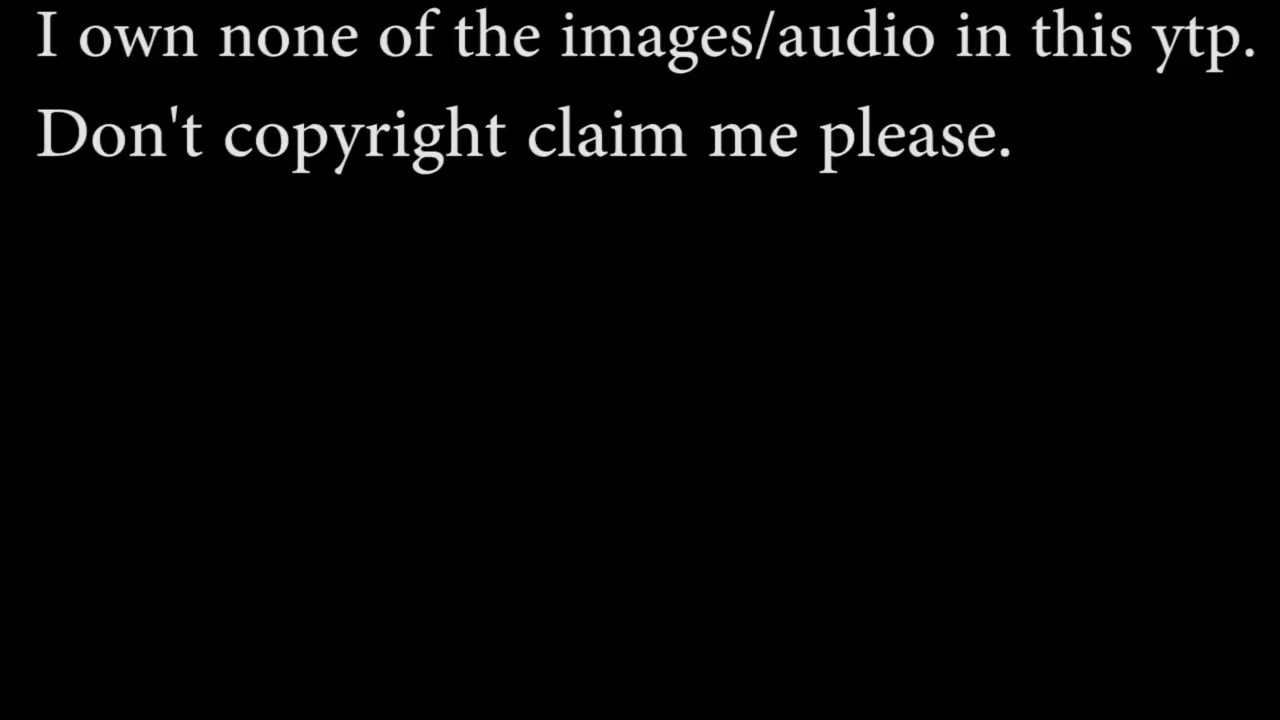 I own none of the images/audio in this ytp.
Don't copyright claim me please.